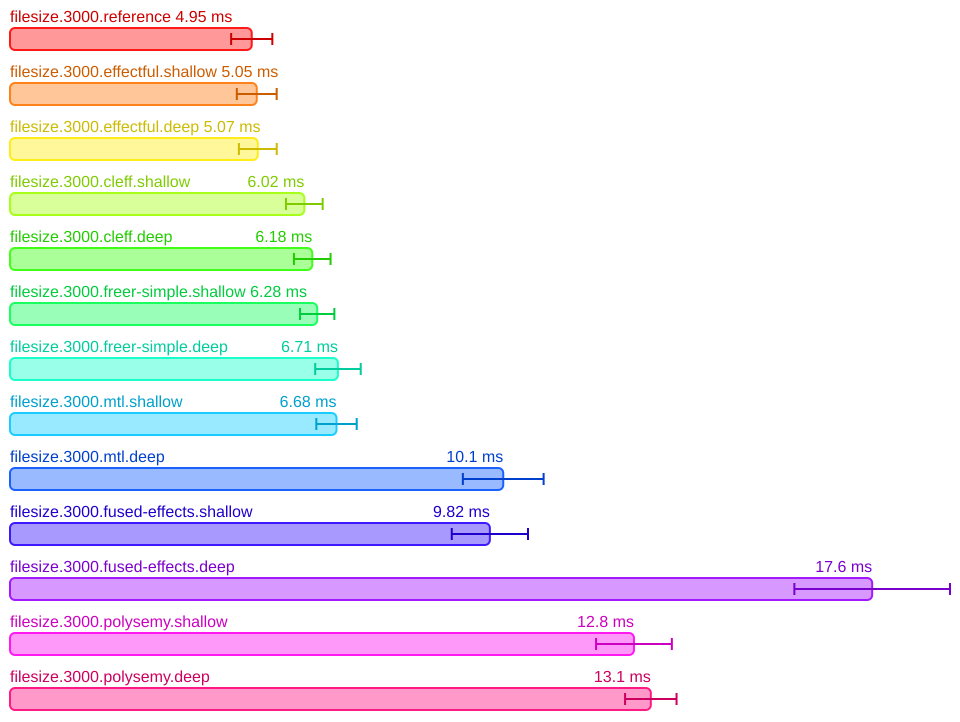 filesize.3000.reference 4.95 ms
filesize.3000.effectful.shallow 5.05 ms
filesize.3000.effectful.deep 5.07 ms
filesize.3000.cleff.shallow 6.02 ms
filesize.3000.cleff.deep 6.18 ms
filesize.3000.freer-simple.shallow 6.28 ms
filesize.3000.freer-simple.deep 6.71 ms
filesize.3000.mtl.shallow 6.68 ms
filesize.3000.mtl.deep 10.1 ms
filesize.3000.fused-effects.shallow 9.82 ms
filesize.3000.fused-effects.deep 17.6 ms
filesize.3000.polysemy.shallow 12.8 ms
filesize.3000.polysemy.deep 13.1 ms